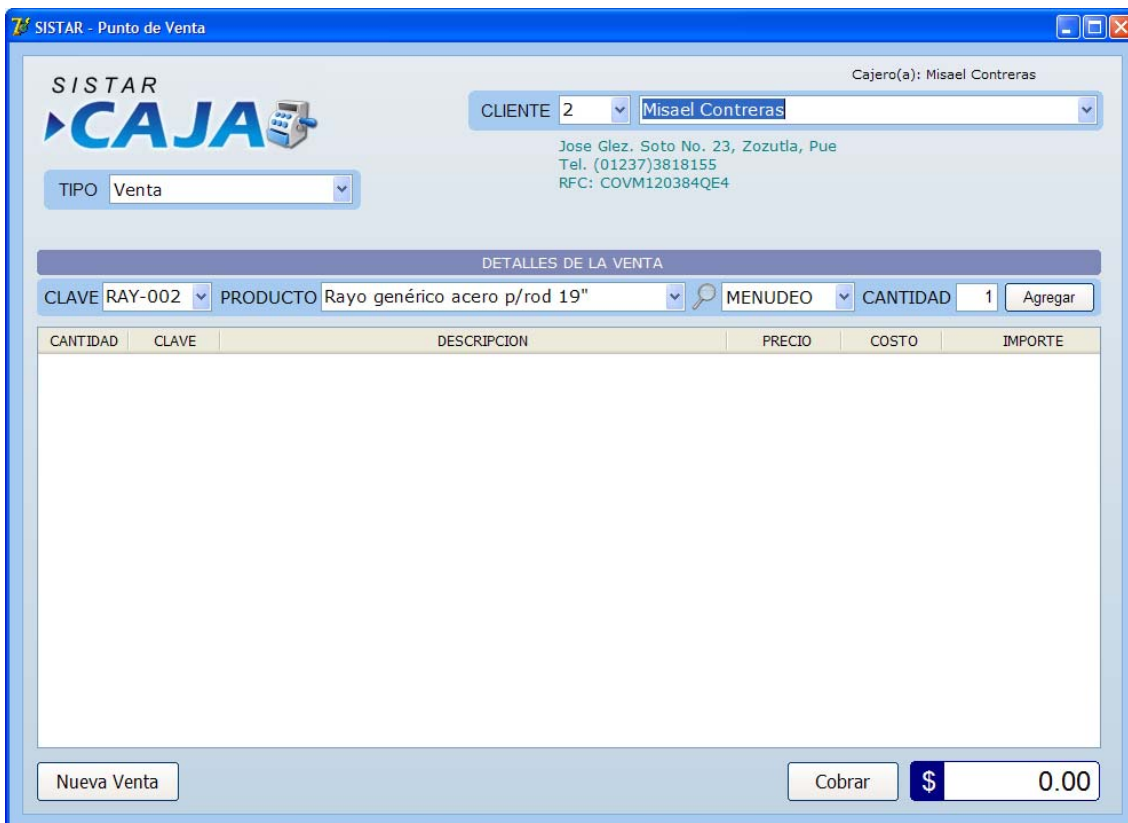 SISTAR - Punto de Venta
Cajero(a): Misael Contreras
SISTAR
CAJA
CLIENTE 2 Misael Contreras
Jose Glez. Soto No. 23, Zozutla, Pue
Tel. (01237)3818155
RFC: COVM120384QE4
TIPO Venta
DETALLES DE LA VENTA
CLAVE RAY-002 PRODUCTO Rayo genérico acero p/rod 19" MENUDEO CANTIDAD 1 Agregar
CANTIDAD CLAVE DESCRIPCION PRECIO COSTO IMPORTE
Nueva Venta Cobrar $ 0.00